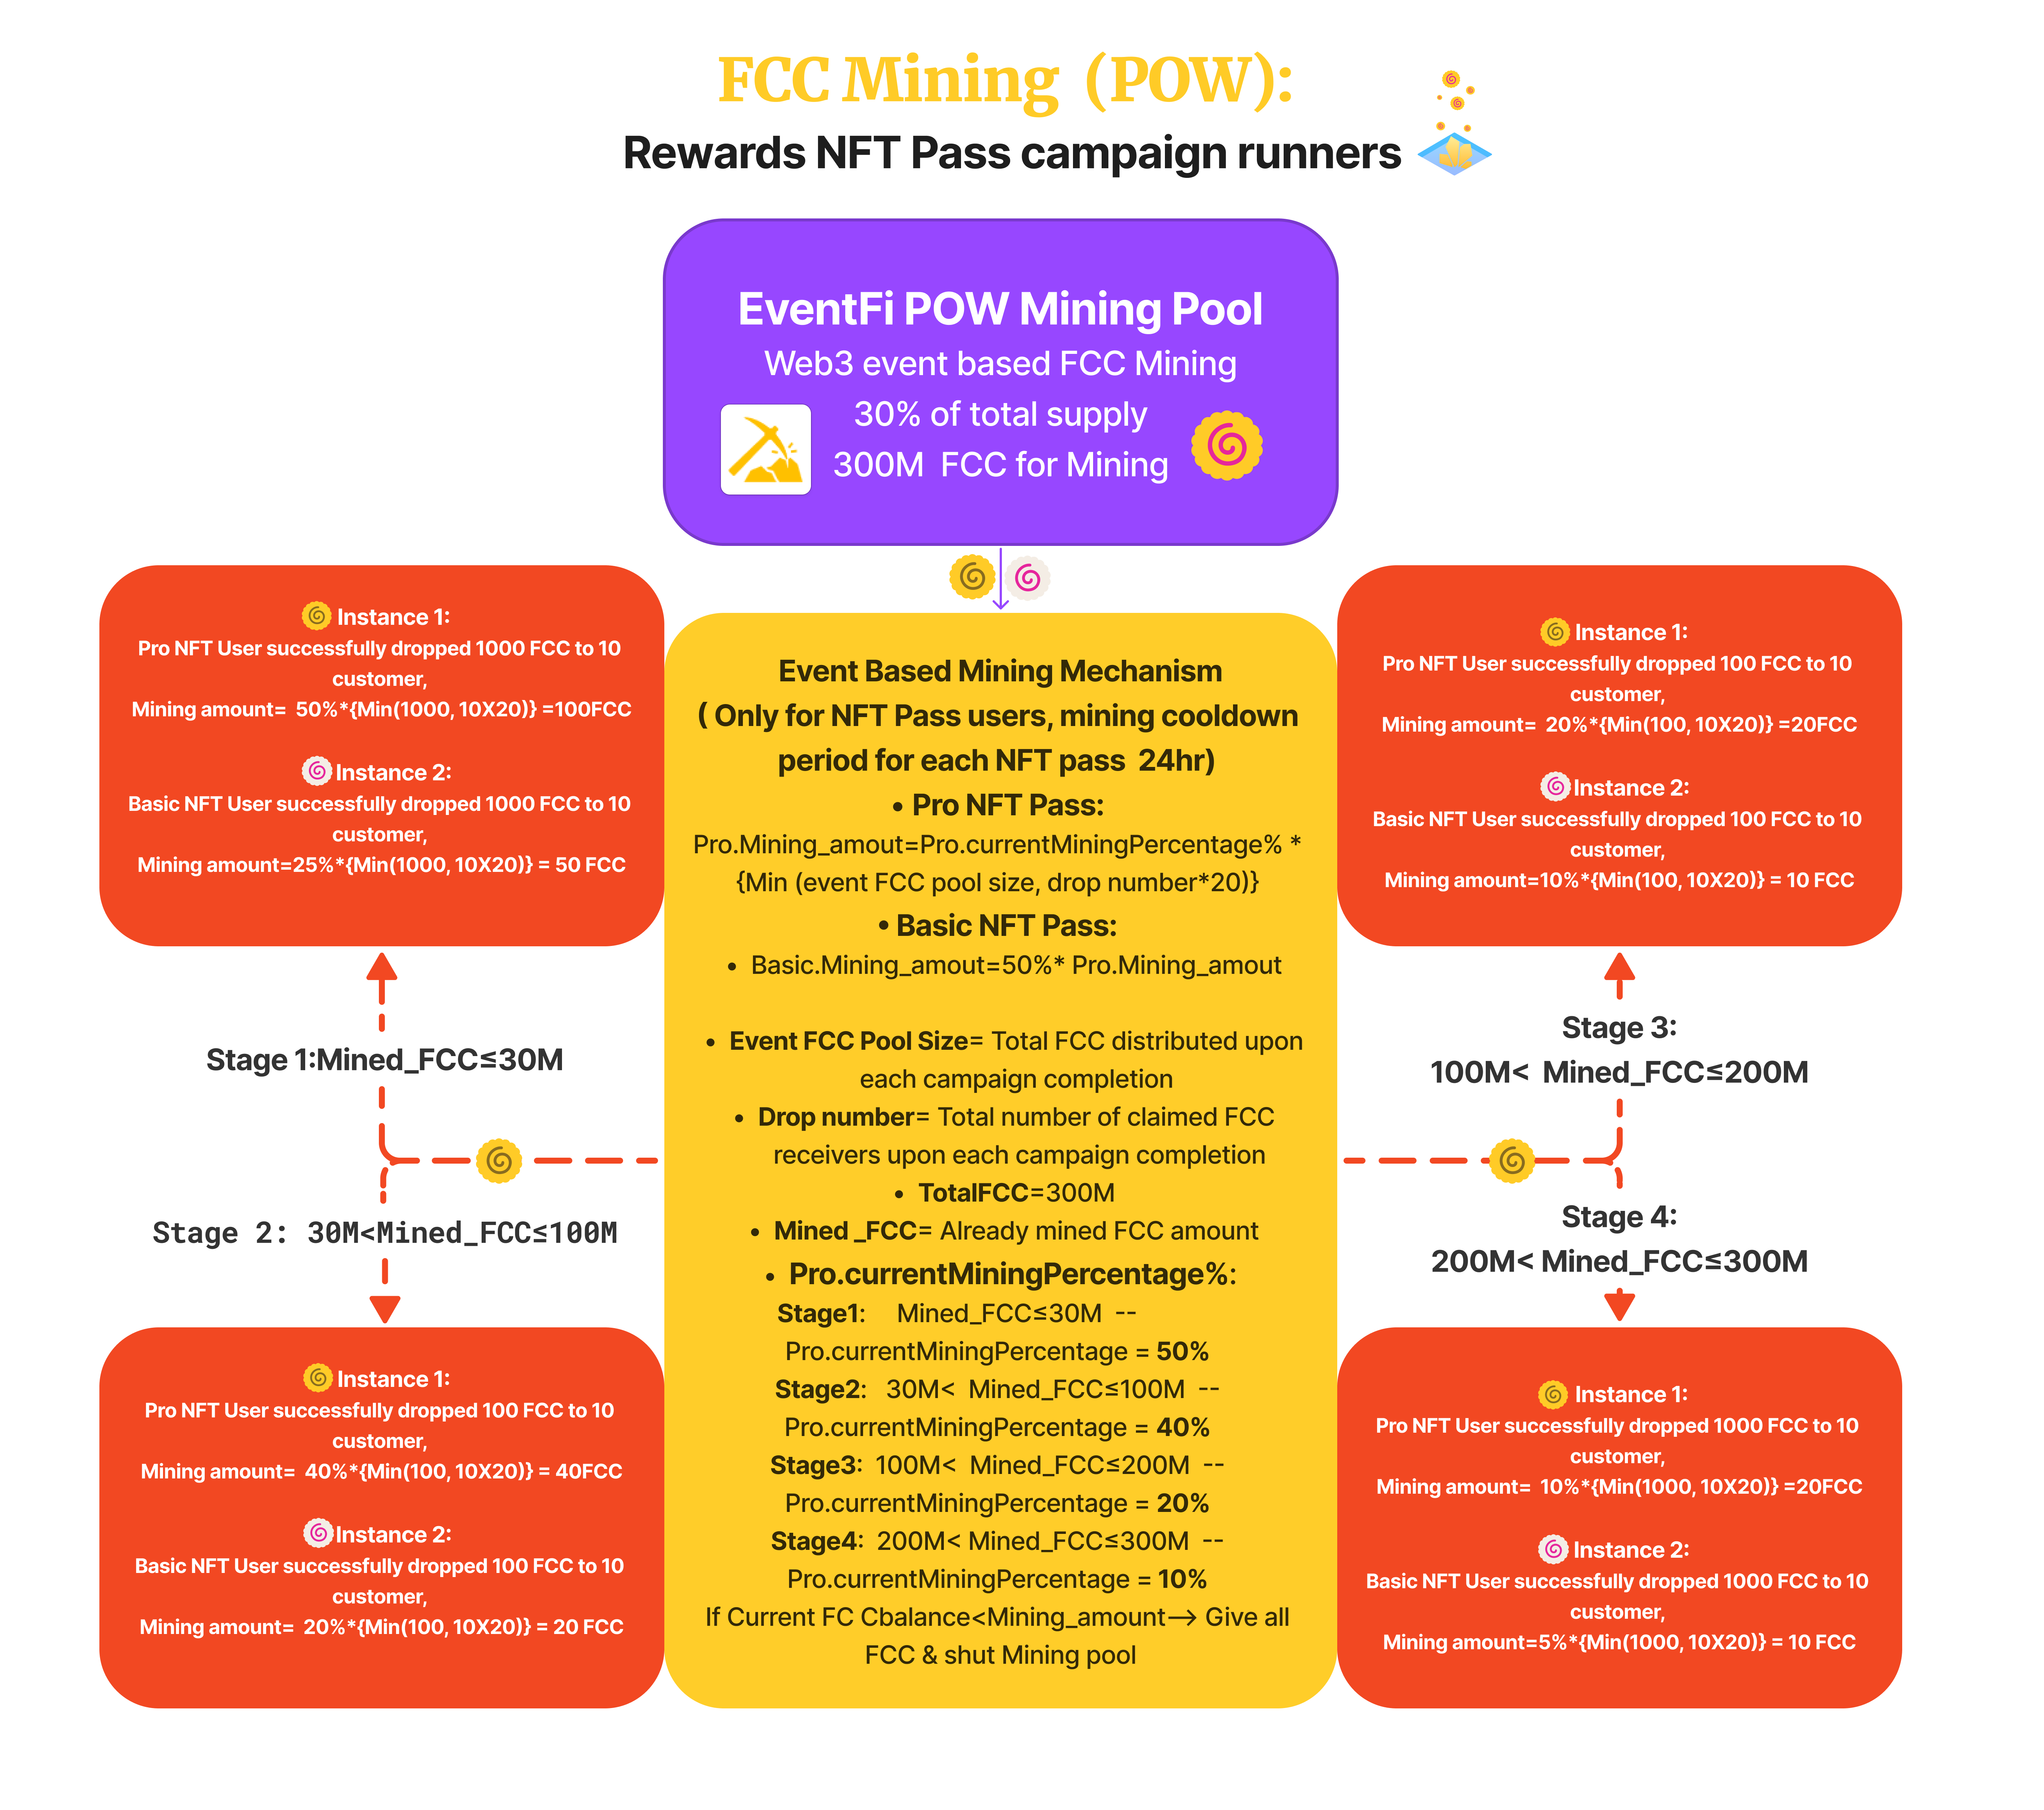 FCC Mining (POW):
Rewards NFT Pass campaign runners
EventFi POW Mining Pool
Web3 event based FCC Mining
30% of total supply
300M FCC for Mining
Instance 1:
Pro NFT User successfully dropped 1000 FCC to 10
customer,
Mining amount= 50%*{Min(1000, 10X20)} =100FCC
Instance 2:
Basic NFT User successfully dropped 1000 FCC to 10
customer,
Mining amount=25%*{Min(1000, 10X20)} = 50 FCC
Stage 1:Mined_FCC≤30M
Stage 2: 30M<Mined_FCC≤100M
Instance 1:
Pro NFT User successfully dropped 100 FCC to 10
customer,
Mining amount= 40%*{Min(100, 10X20)} = 40FCC
Instance 2:
Basic NFT User successfully dropped 100 FCC to 10
customer,
Mining amount= 20%*{Min(100, 10X20)} = 20 FCC
Event Based Mining Mechanism
( Only for NFT Pass users, mining cooldown
period for each NFT pass 24hr)
• Pro NFT Pass:
Pro.Mining_amout=Pro.currentMiningPercentage% *
{Min (event FCC pool size, drop number*20)}
• Basic NFT Pass:
• Basic.Mining_amout=50%* Pro.Mining_amout
• Event FCC Pool Size= Total FCC distributed upon
each campaign completion
• Drop number= Total number of claimed FCC
receivers upon each campaign completion
• TotalFCC=300M
• Mined _FCC= Already mined FCC amount
• Pro.currentMiningPercentage%:
Stage1: Mined_FCC≤30M --
Pro.currentMiningPercentage = 50%
Stage2: 30M< Mined_FCC≤100M --
Pro.currentMiningPercentage = 40%
Stage3: 100M< Mined_FCC≤200M --
Pro.currentMiningPercentage = 20%
Stage4: 200M< Mined_FCC≤300M --
Pro.currentMiningPercentage = 10%
If Current FC Cbalance<Mining_amount—> Give all
FCC & shut Mining pool
Instance 1:
Pro NFT User successfully dropped 100 FCC to 10
customer,
Mining amount= 20%*{Min(100, 10X20)} =20FCC
Instance 2:
Basic NFT User successfully dropped 100 FCC to 10
customer,
Mining amount=10%*{Min(100, 10X20)} = 10 FCC
Stage 3:
100M< Mined_FCC≤200M
Stage 4:
200M< Mined_FCC≤300M
Instance 1:
Pro NFT User successfully dropped 1000 FCC to 10
customer,
Mining amount= 10%*{Min(1000, 10X20)} =20FCC
Instance 2:
Basic NFT User successfully dropped 1000 FCC to 10
customer,
Mining amount=5%*{Min(1000, 10X20)} = 10 FCC